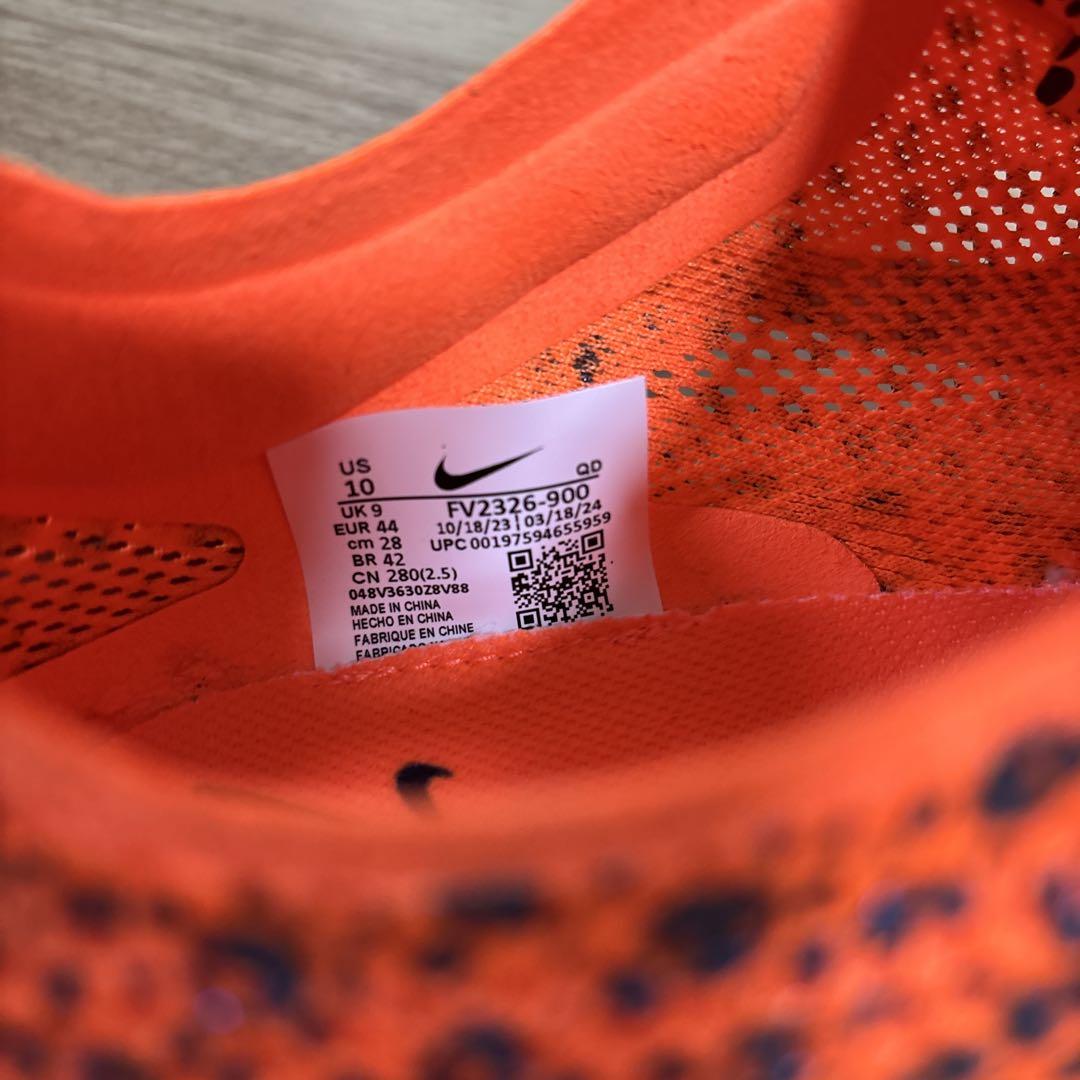 US
10
QD
UK 9
FV2326-900
EUR 44
10/18/23 | 03/18/24
cm 28
UPC 00197594655959
BR 42
CN 280(2.5)
048V3630Z8V88
MADE IN CHINA
HECHO EN CHINA
FABRIQUE EN CHINE